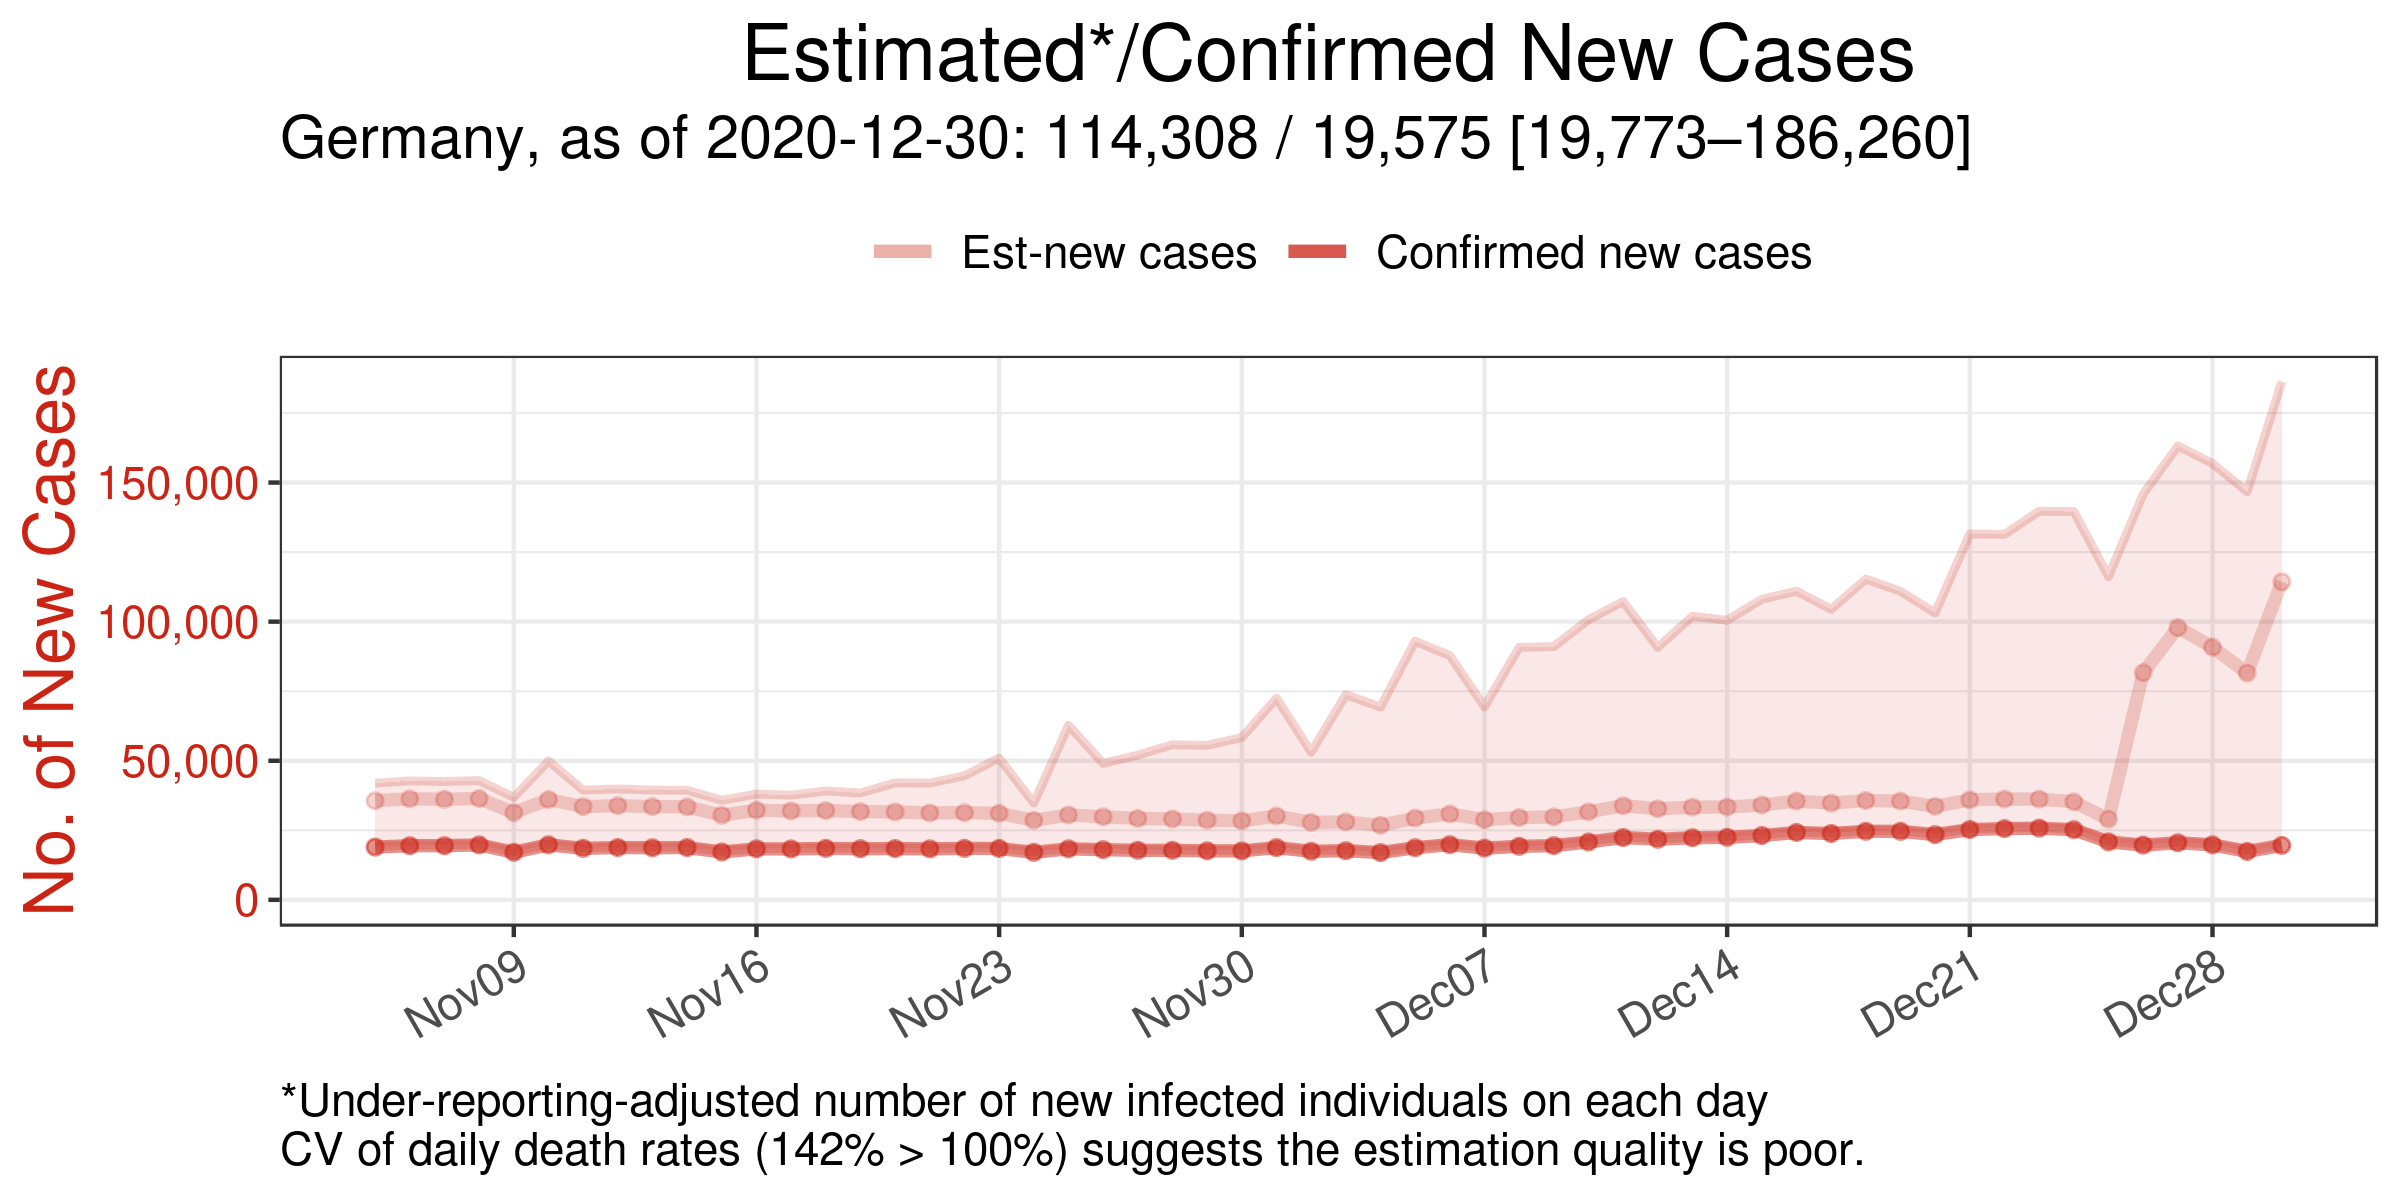 Estimated*/Confirmed New Cases
Germany, as of 2020-12-30: 114,308 / 19,575 [19,773–186,260]
Est-new cases Confirmed new cases
No. of New Cases
150,000
100,000
50,000
0
Nov09 Nov16 Nov23 Nov30 Dec07 Dec14 Dec21 Dec28
*Under-reporting-adjusted number of new infected individuals on each day
CV of daily death rates (142% > 100%) suggests the estimation quality is poor.